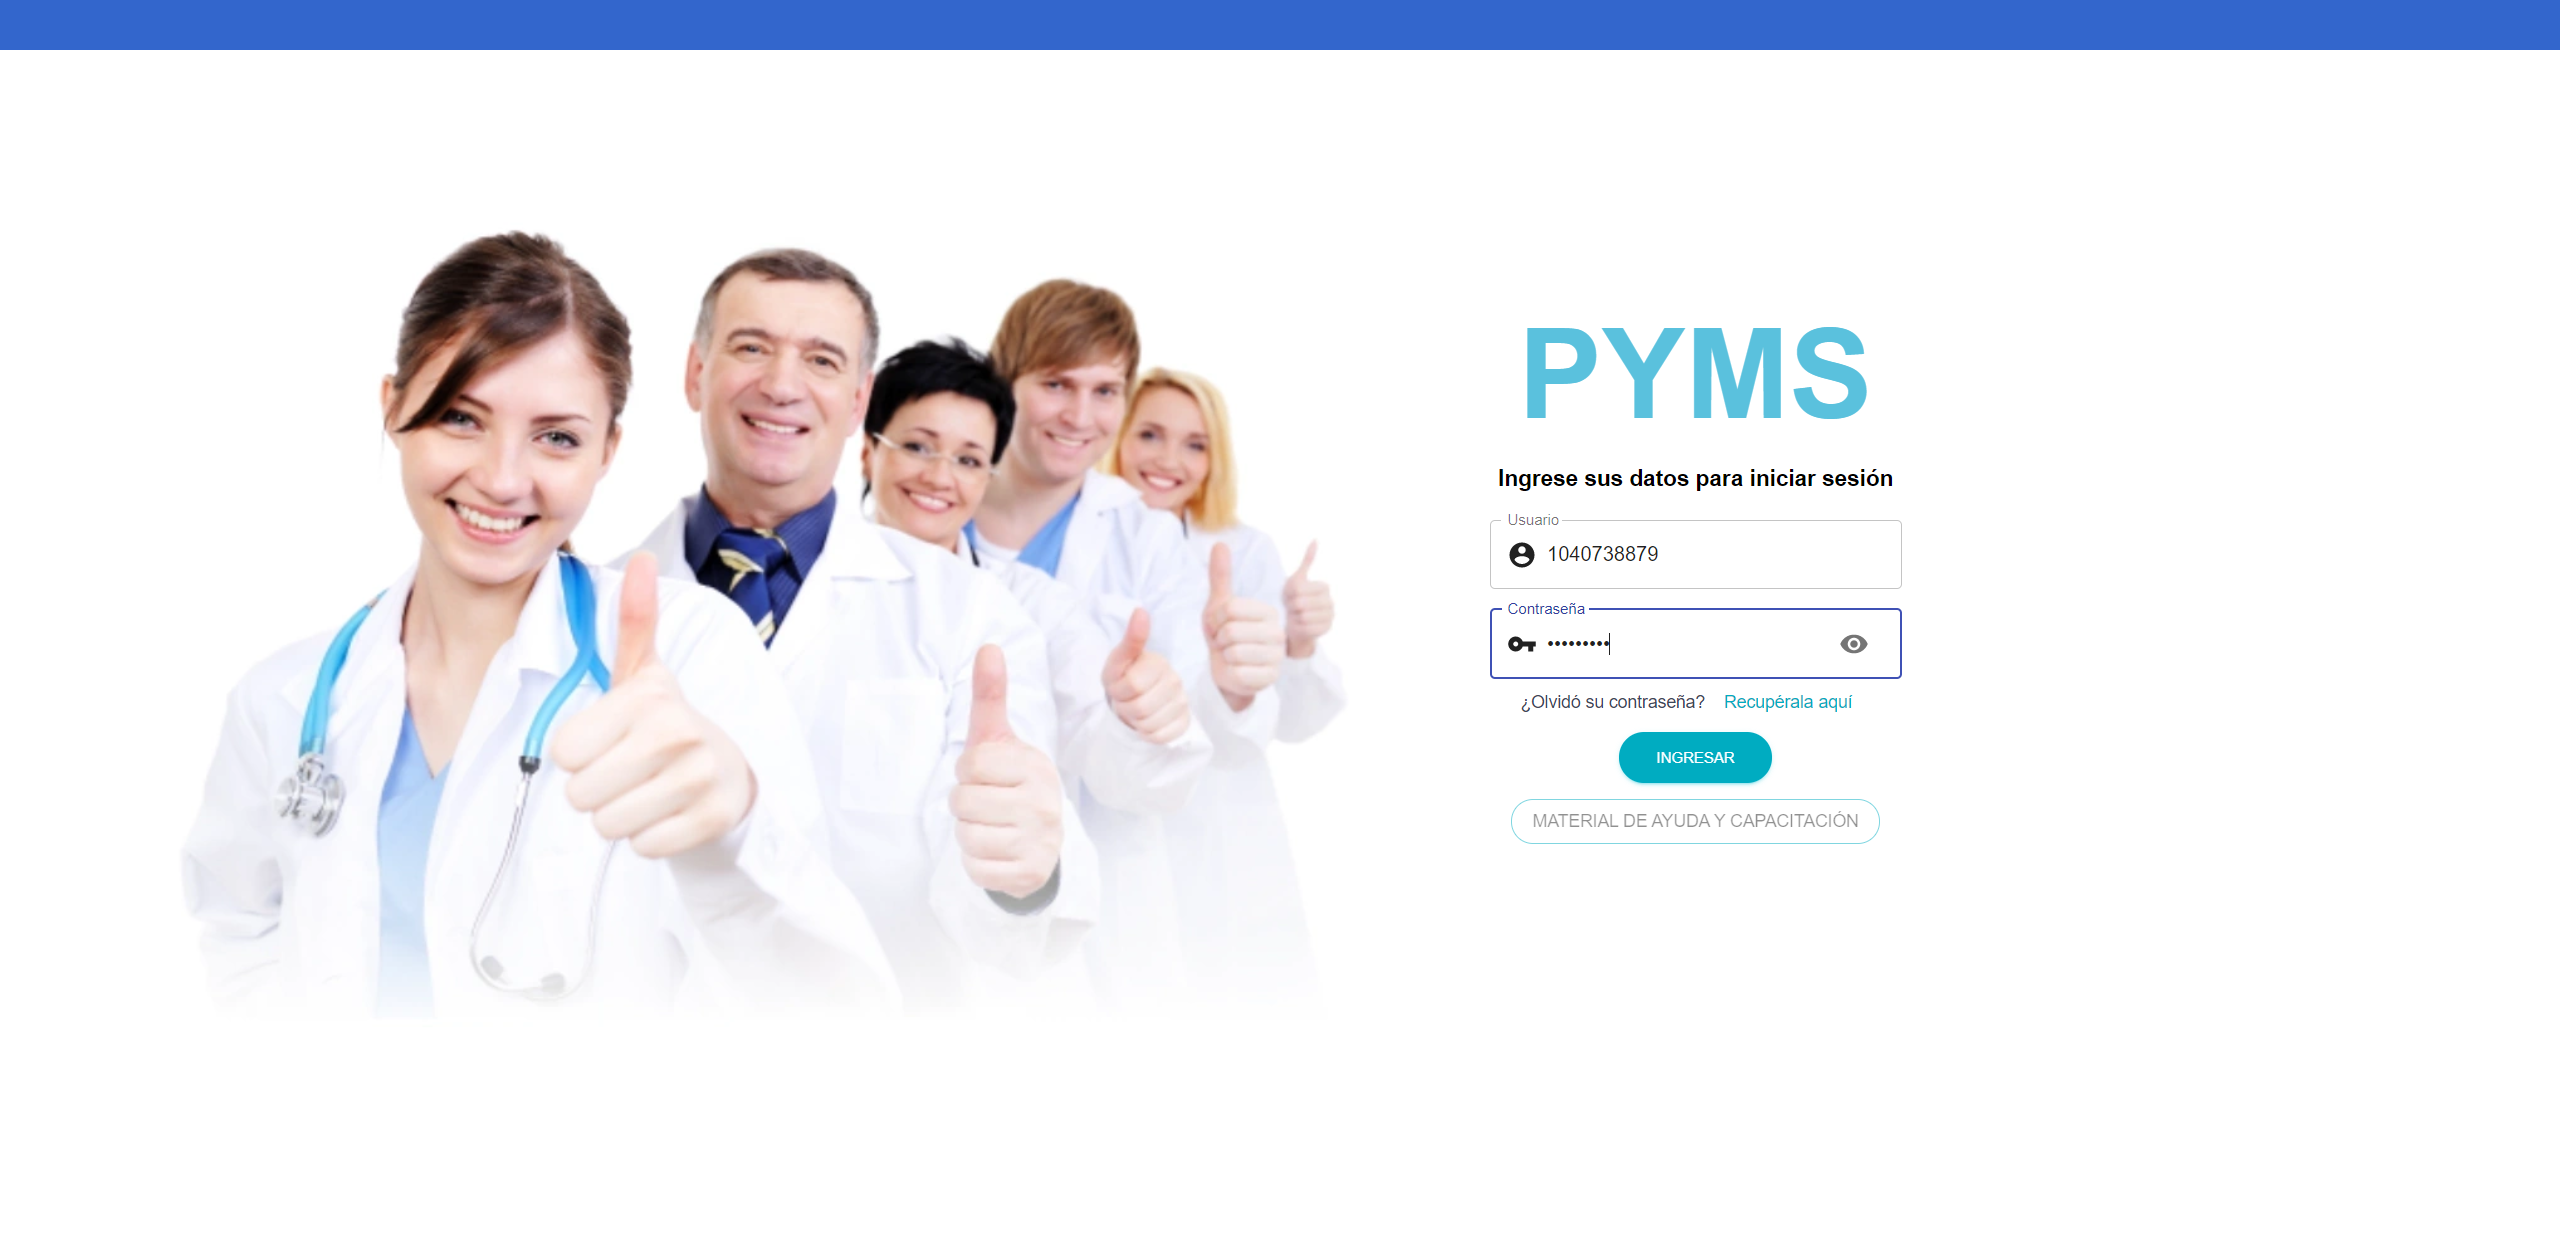 PYMS
Ingrese sus datos para iniciar sesión
Usuario
1040738879
Contraseña
•••••••••
¿Olvidó su contraseña? Recupérala aquí
INGRESAR
MATERIAL DE AYUDA Y CAPACITACIÓN